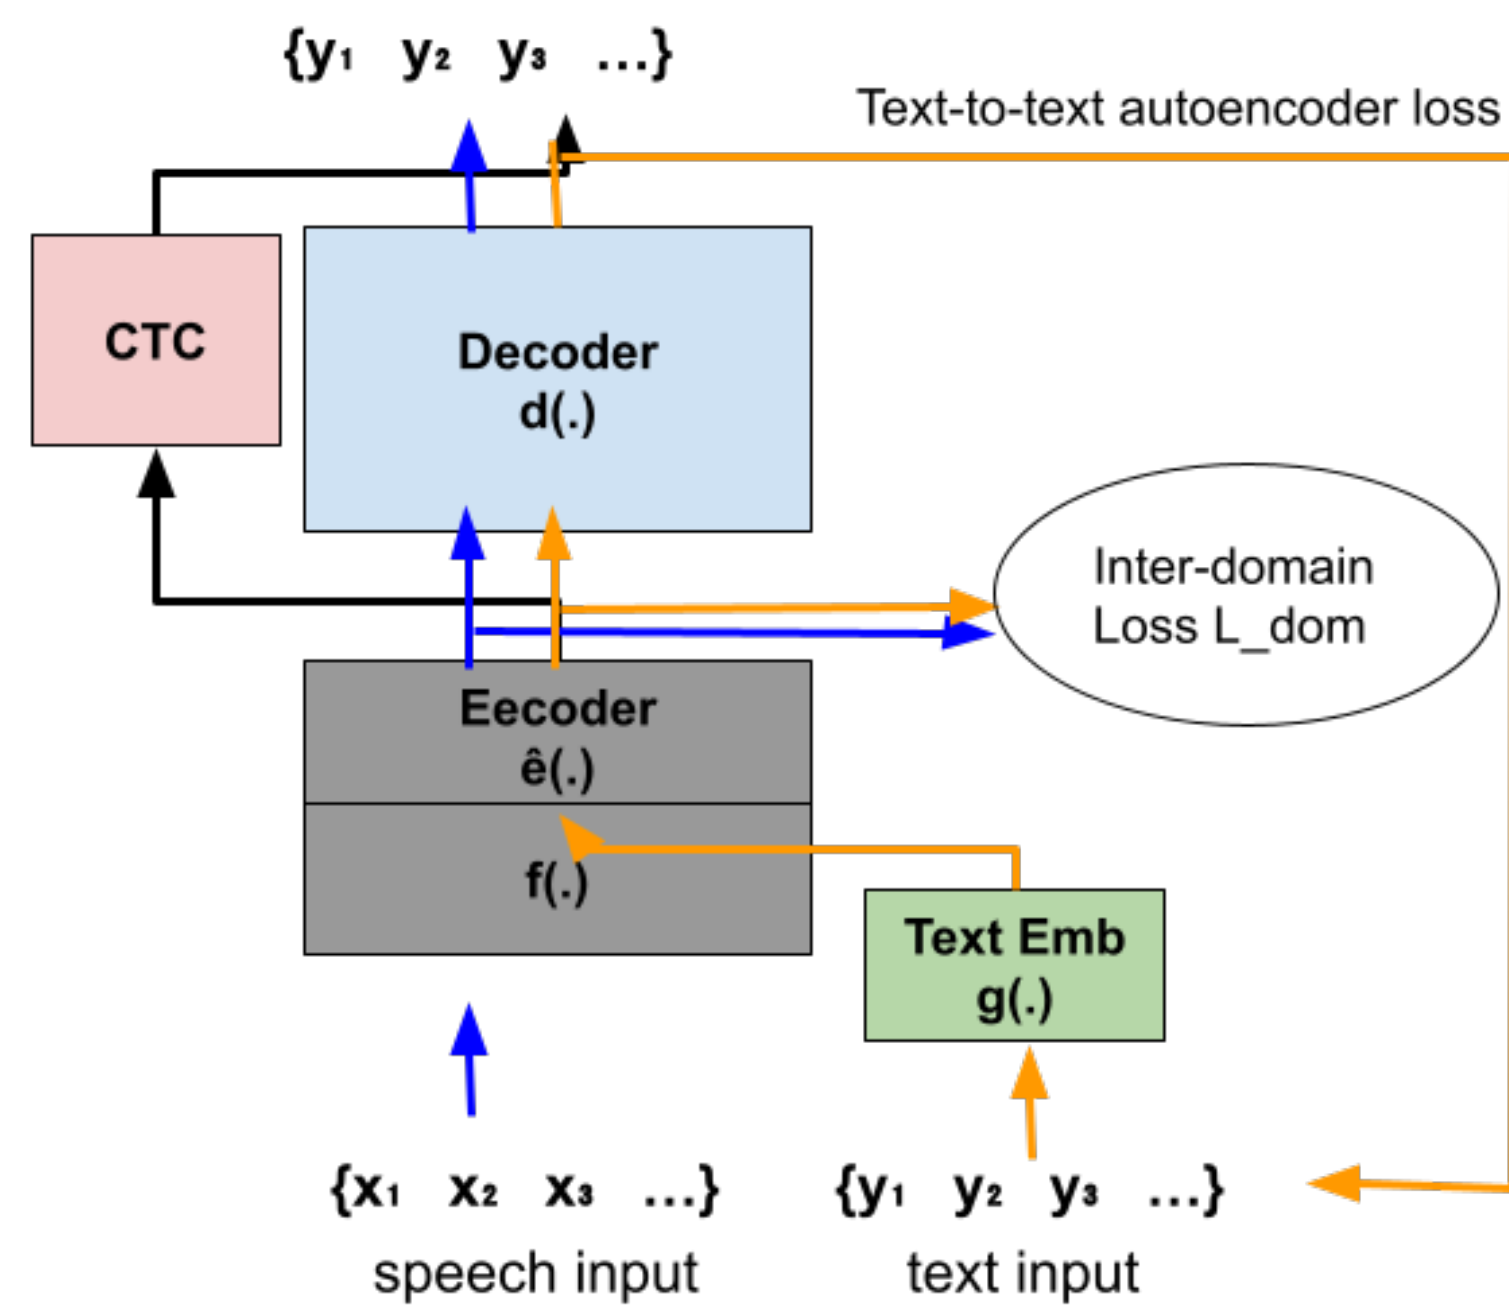 {y₁ y₂ y₃ ...}
Text-to-text autoencoder loss
CTC
Decoder
d(.)
Inter-domain
Loss L_dom
Eecoder
ê(.)
f(.)
Text Emb
g(.)
{x₁ x₂ x₃ ...}
{y₁ y₂ y₃ ...}
speech input
text input